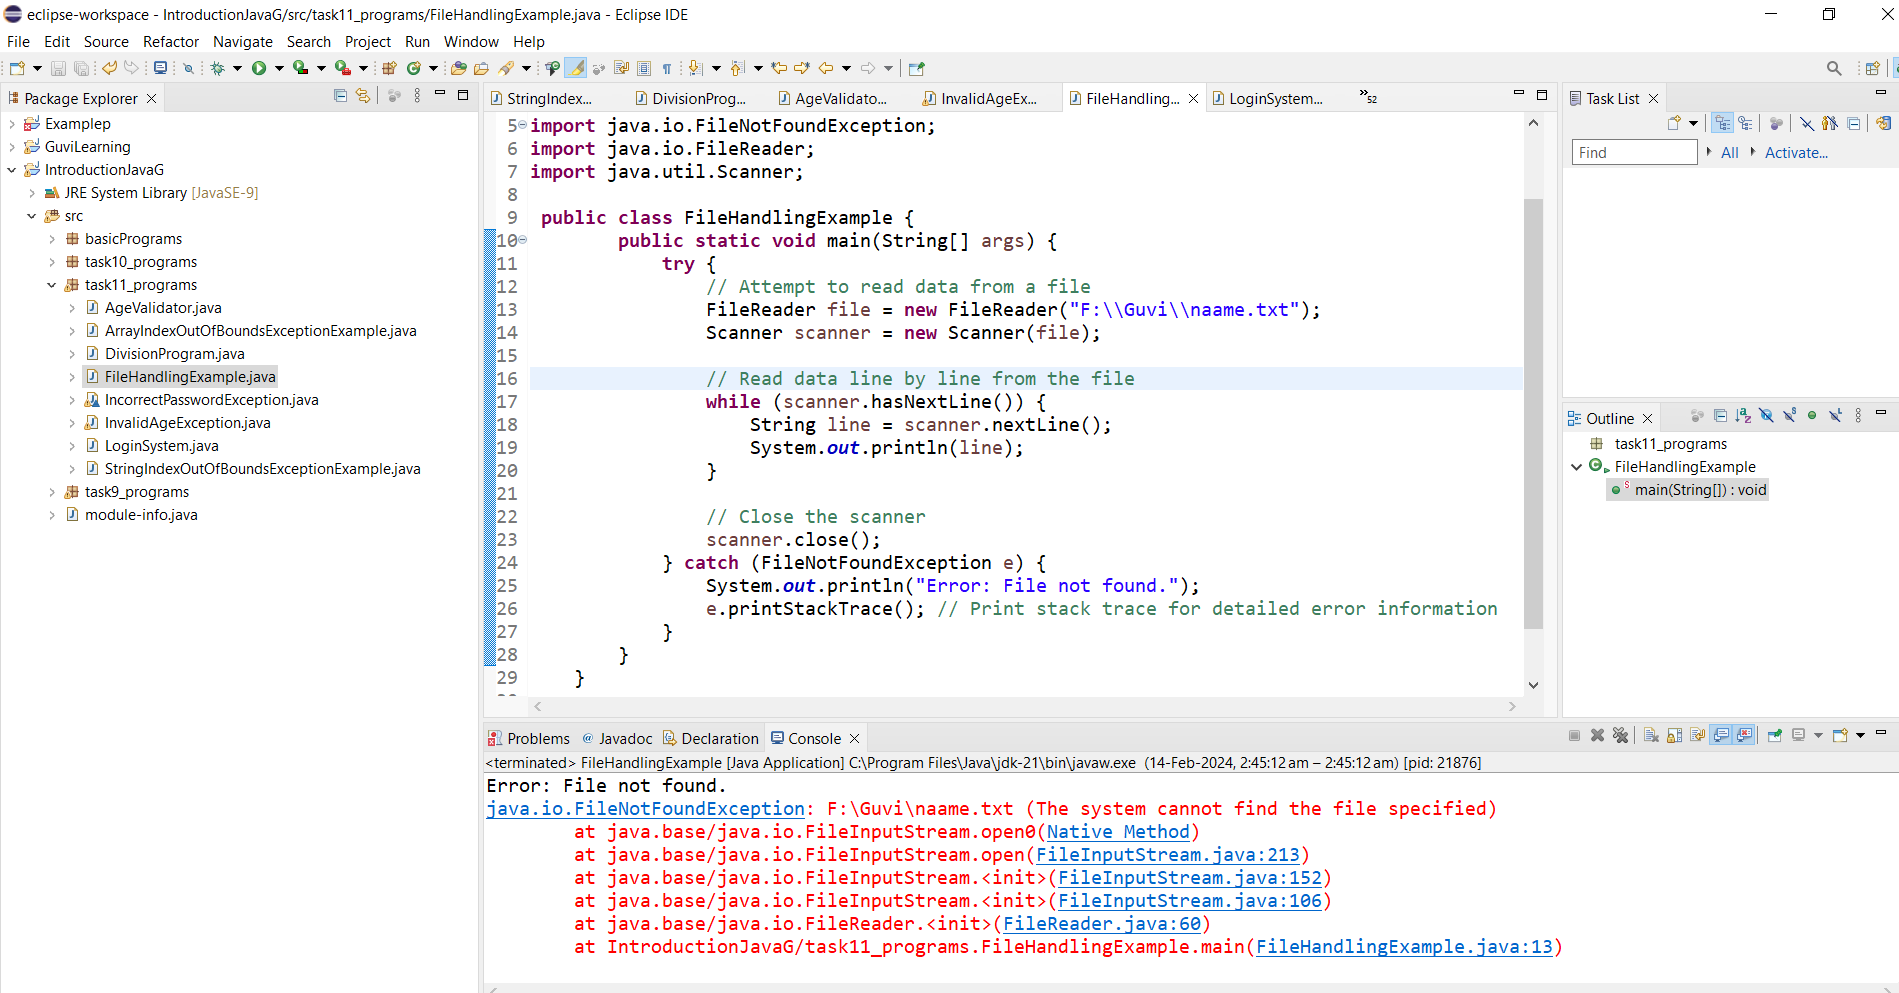 eclipse-workspace - IntroductionJavaG/src/task11_programs/FileHandlingExample.java - Eclipse IDE
File Edit Source Refactor Navigate Search Project Run Window Help
Package Explorer
Examplep
GuviLearning
IntroductionJavaG
JRE System Library [JavaSE-9]
src
basicPrograms
task10_programs
task11_programs
AgeValidator.java
ArrayIndexOutOfBoundsExceptionExample.java
DivisionProgram.java
FileHandlingExample.java
IncorrectPasswordException.java
InvalidAgeException.java
LoginSystem.java
StringIndexOutOfBoundsExceptionExample.java
task9_programs
module-info.java
StringIndex... DivisionProg... AgeValidato... InvalidAgeEx... FileHandling... LoginSystem... »52
5 import java.io.FileNotFoundException;
6 import java.io.FileReader;
7 import java.util.Scanner;
8
9 public class FileHandlingExample {
10 public static void main(String[] args) {
11 try {
12 // Attempt to read data from a file
13 FileReader file = new FileReader("F:\\Guvi\\naame.txt");
14 Scanner scanner = new Scanner(file);
15
16 // Read data line by line from the file
17 while (scanner.hasNextLine()) {
18 String line = scanner.nextLine();
19 System.out.println(line);
20 }
21
22 // Close the scanner
23 scanner.close();
24 } catch (FileNotFoundException e) {
25 System.out.println("Error: File not found.");
26 e.printStackTrace(); // Print stack trace for detailed error information
27 }
28 }
29 }
Task List
Find All Activate...
Outline
task11_programs
FileHandlingExample
main(String[]) : void
Problems Javadoc Declaration Console
<terminated> FileHandlingExample [Java Application] C:\Program Files\Java\jdk-21\bin\javaw.exe (14-Feb-2024, 2:45:12 am – 2:45:12 am) [pid: 21876]
Error: File not found.
java.io.FileNotFoundException: F:\Guvi\naame.txt (The system cannot find the file specified)
at java.base/java.io.FileInputStream.open0(Native Method)
at java.base/java.io.FileInputStream.open(FileInputStream.java:213)
at java.base/java.io.FileInputStream.<init>(FileInputStream.java:152)
at java.base/java.io.FileInputStream.<init>(FileInputStream.java:106)
at java.base/java.io.FileReader.<init>(FileReader.java:60)
at IntroductionJavaG/task11_programs.FileHandlingExample.main(FileHandlingExample.java:13)